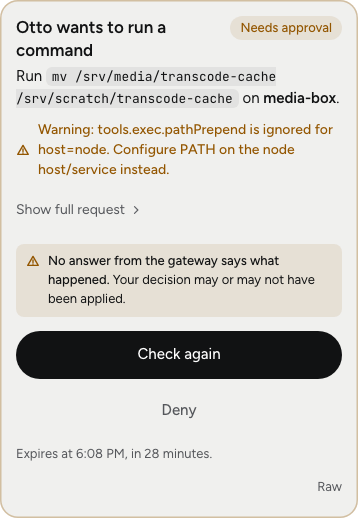 Otto wants to run a
command
Needs approval
Run mv /srv/media/transcode-cache
/srv/scratch/transcode-cache on media-box.
Warning: tools.exec.pathPrepend is ignored for
host=node. Configure PATH on the node
host/service instead.
Show full request
No answer from the gateway says what
happened. Your decision may or may not have
been applied.
Check again
Deny
Expires at 6:08 PM, in 28 minutes.
Raw